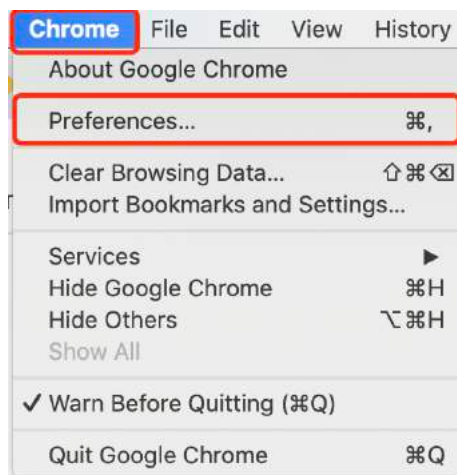 Chrome File Edit View History
About Google Chrome
Preferences... ⌘,
Clear Browsing Data... ⇧⌘⌫
Import Bookmarks and Settings...
Services ▶
Hide Google Chrome ⌘H
Hide Others ⌥⌘H
Show All
✓ Warn Before Quitting (⌘Q)
Quit Google Chrome ⌘Q